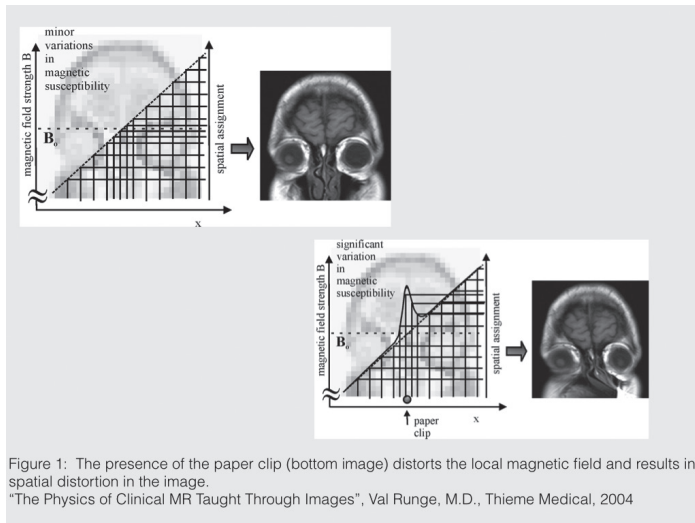 minor
variations
in
magnetic
susceptibility
magnetic field strength B
B₀
spatial assignment
x
significant
variation
in
magnetic
susceptibility
magnetic field strength B
B₀
spatial assignment
paper
clip
x
Figure 1: The presence of the paper clip (bottom image) distorts the local magnetic field and results in
spatial distortion in the image.
“The Physics of Clinical MR Taught Through Images”, Val Runge, M.D., Thieme Medical, 2004